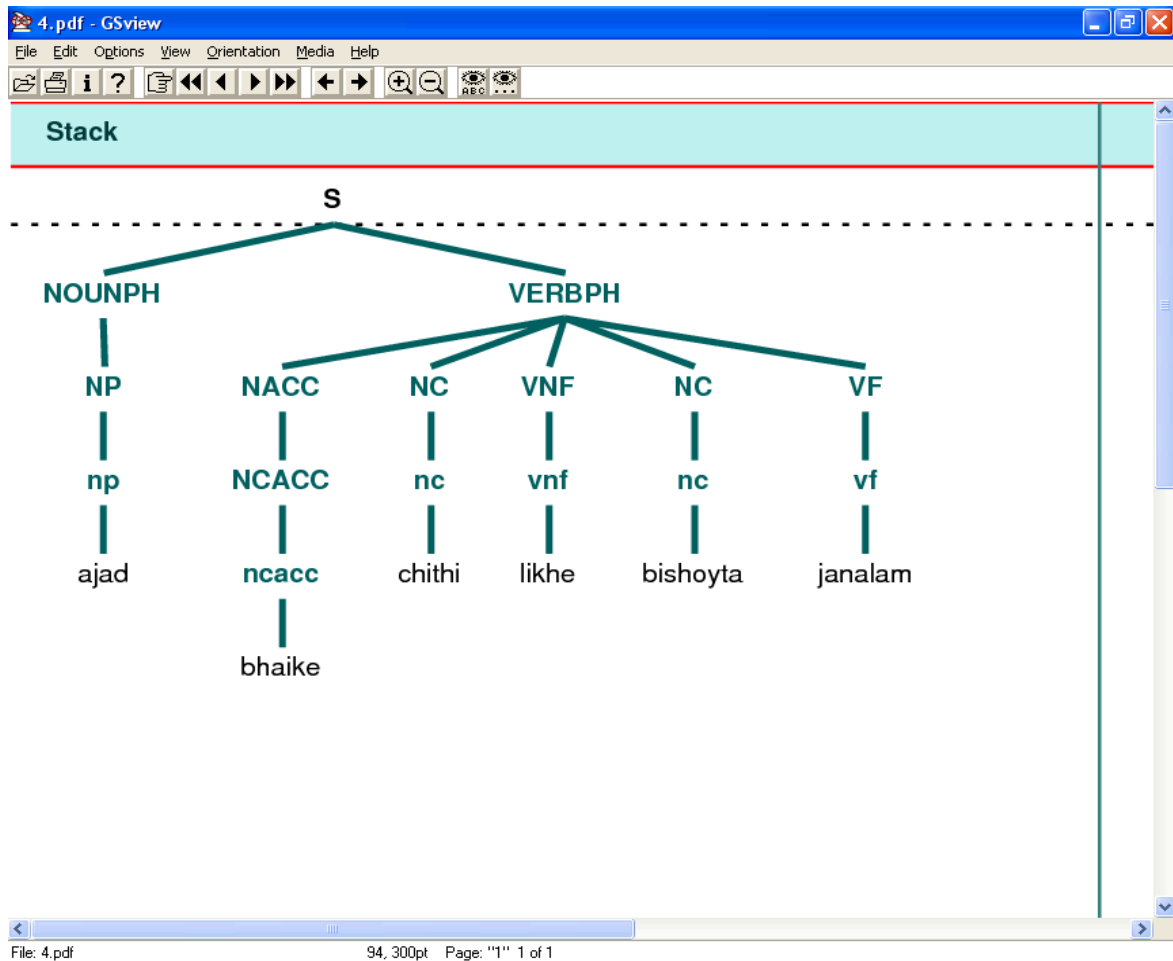 4.pdf - GSview
File Edit Options View Orientation Media Help
i ? ABC
Stack
S
NOUNPH VERBPH
NP NACC NC VNF NC VF
np NCACC nc vnf nc vf
ajad ncacc chithi likhe bishoyta janalam
bhaike
File: 4.pdf 94, 300pt Page: "1" 1 of 1